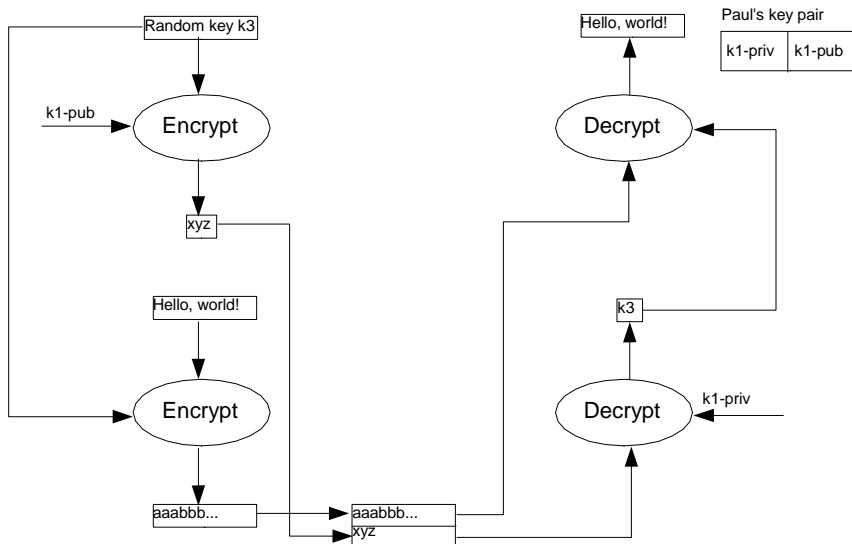 Random key k3
Hello, world!
Paul's key pair
k1-priv
k1-pub
k1-pub
Encrypt
Decrypt
xyz
Hello, world!
k3
Encrypt
Decrypt
k1-priv
aaabbb...
aaabbb...
xyz